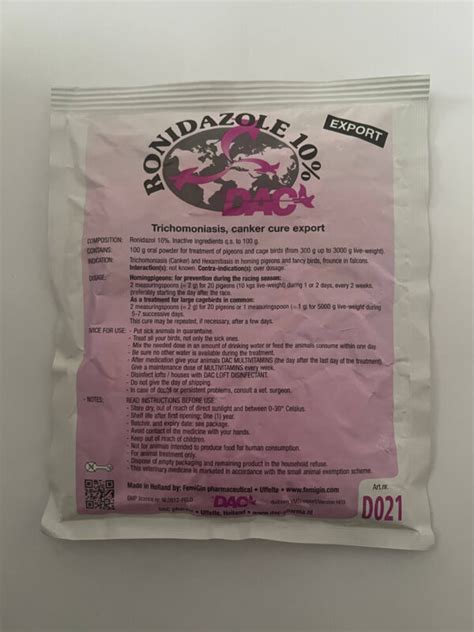 RONIDAZOLE 10%
EXPORT
DAC
Trichomoniasis, canker cure export
COMPOSITION: Ronidazol 10%. Inactive ingredients q.s. to 100 g.
CONTAINS: 100 g oral powder for treatment of pigeons and cage birds (from 300 g up to 3000 g live-weight).
INDICATION: Trichomoniasis (Canker) and Hexamitiasis in homing pigeons and fancy birds, frounce in falcons.
Interaction(s): not known. Contra-indication(s): over dosage.
DOSAGE: Homingpigeons: for prevention during the racing season:
2 measuringspoons (= 2 g) for 20 pigeons (10 kgs live-weight) during 1 or 2 days, every 2 weeks,
preferably starting the day after the race.
As a treatment for large cagebirds in common:
2 measuringspoons (= 2 g) for 20 pigeons or 1 measuringspoon (=1 g) for 5000 g live-weight during
5-7 successive days.
This cure may be repeated, if necessary, after a few days.
VICE FOR USE: - Put sick animals in quarantaine.
- Treat all your birds, not only the sick ones.
- Mix the needed dose in an amount of drinking water or feed the animals consume within one day
- Be sure no other water is available during the treatment.
- After medication give your animals DAC MULTIVITAMINS (the day after the last day of the treatment).
Give a maintenance dose of MULTIVITAMINS every week.
- Disinfect lofts / houses with DAC LOFT DISINFECTANT.
- Do not give the day of shipping.
- In case of doubt or persistent problems, consult a vet. surgeon.
- NOTES: READ INSTRUCTIONS BEFORE USE
- Store dry, out of reach of direct sunlight and between 0-30° Celsius.
- Shelf life after first opening: One (1) year.
- Batchnr. and expiry date: see package.
- Avoid contact of the medicine with your hands.
- Keep out of reach of children.
- Not for animals intended to produce food for human consumption.
- For animal treatment only.
- Dispose of empty packaging and remaining product in the household refuse.
- This veterinary medicine is marketed in accordance with the small animal exemption scheme.
Made in Holland by: FemiGin pharmaceutical • Uffelte • www.femigin.com
DAC
Art.nr.
D021